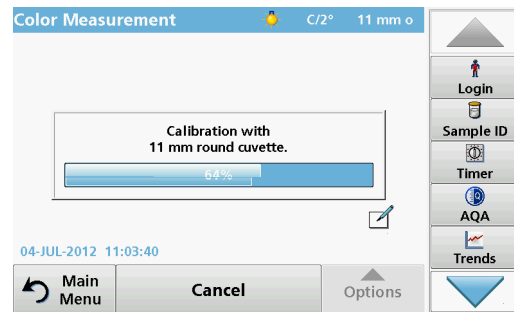 Color Measurement C/2° 11 mm o
Login
Sample ID
Calibration with
11 mm round cuvette.
64%
Timer
AQA
04-JUL-2012 11:03:40
Trends
Main
Menu
Cancel
Options